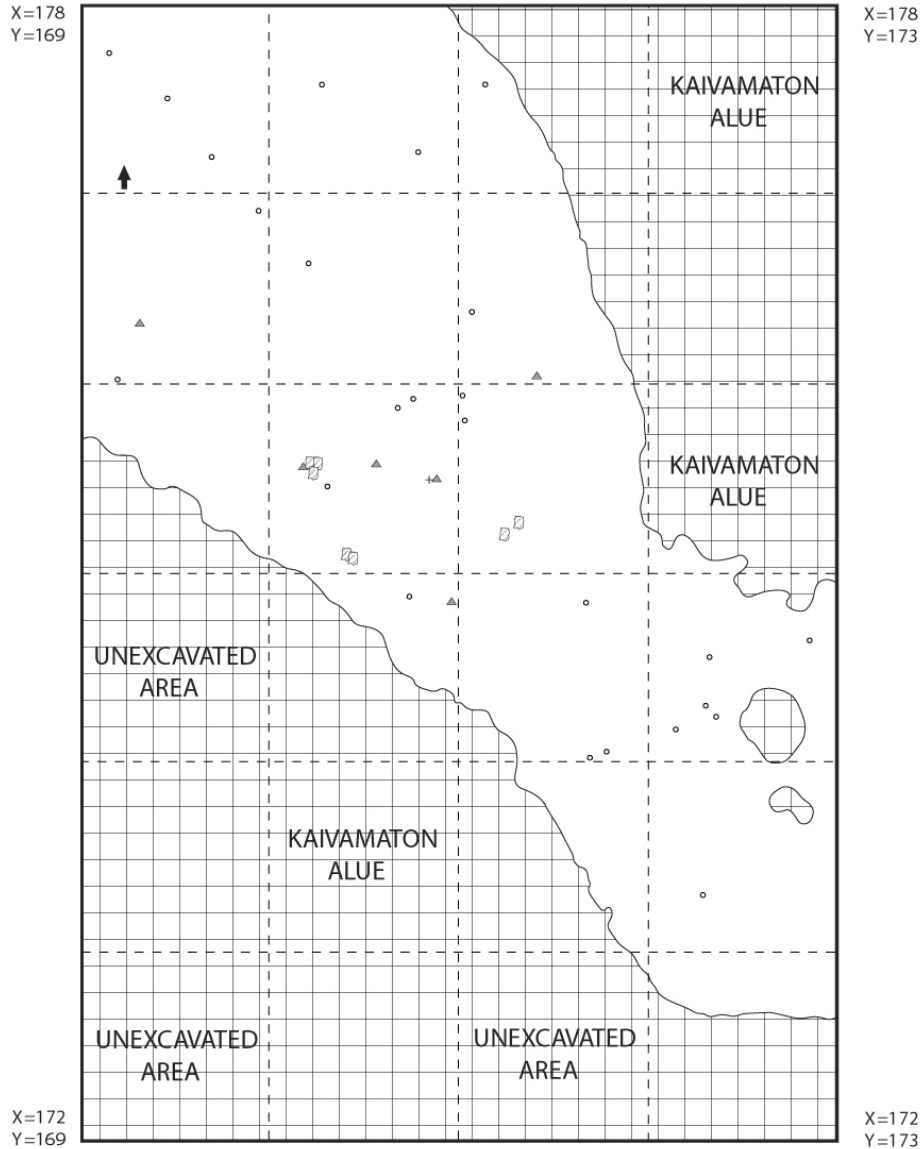 X=178
Y=169
X=178
Y=173
KAIVAMATON
ALUE
KAIVAMATON
ALUE
UNEXCAVATED
AREA
KAIVAMATON
ALUE
UNEXCAVATED
AREA
UNEXCAVATED
AREA
X=172
Y=169
X=172
Y=173